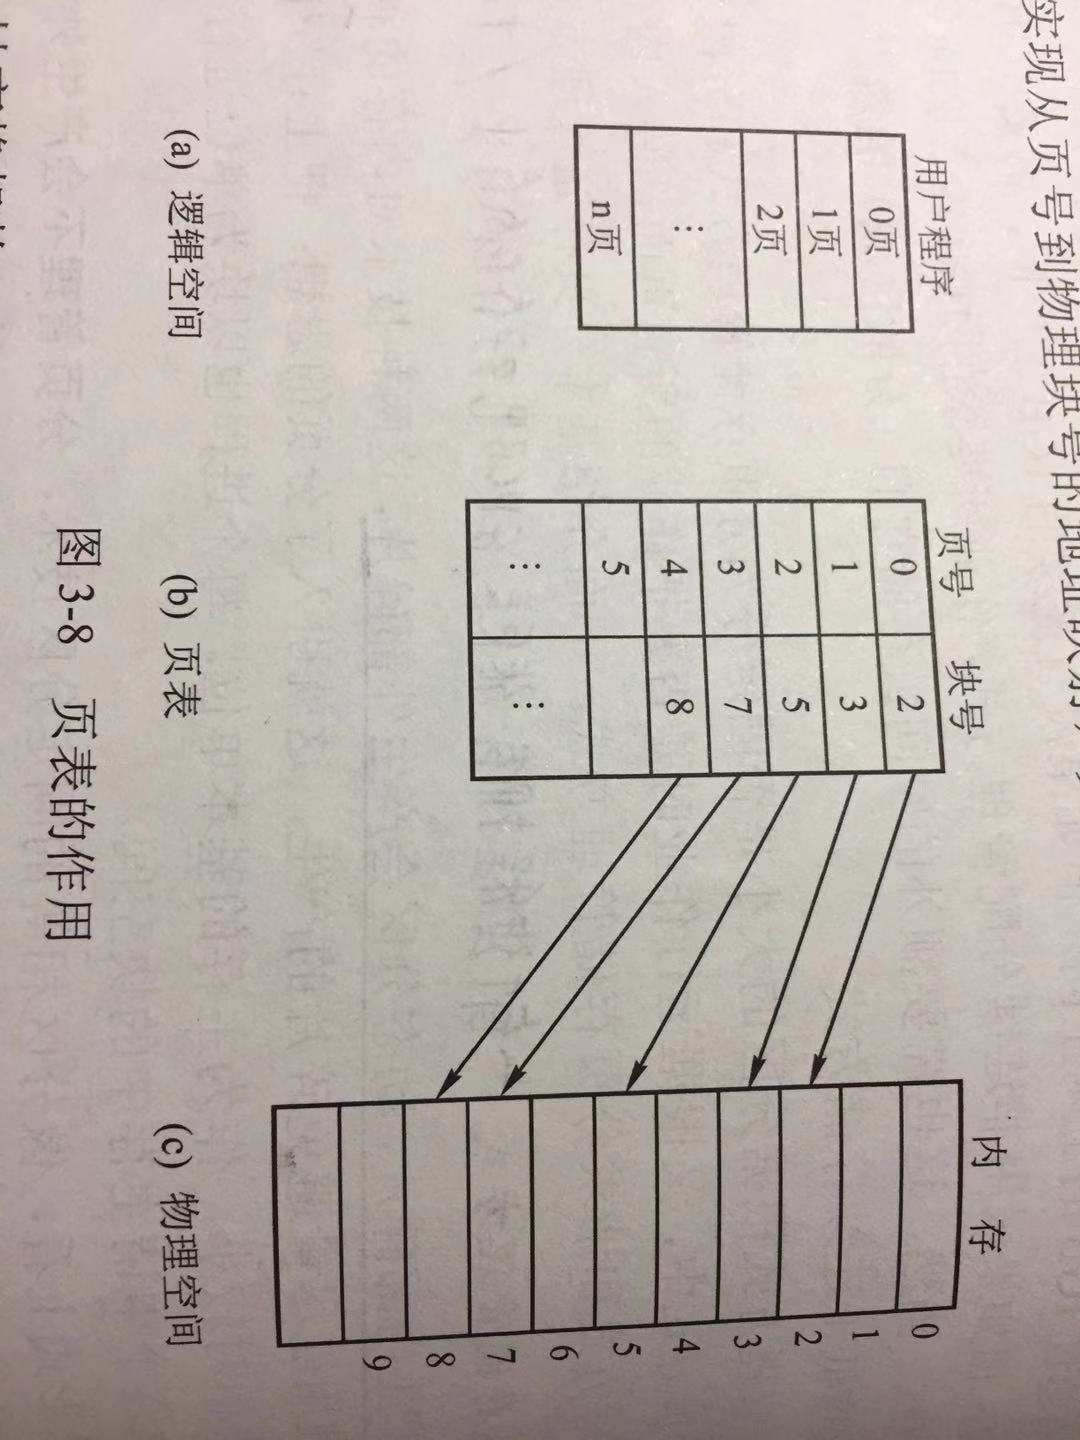 实现从页号到物理块号的地址映射，
用户程序
0页
1页
2页
⋮
n页
页号 块号
0 2
1 3
2 5
3 7
4 8
5
⋮ ⋮
内 存
0
1
2
3
4
5
6
7
8
9
(a) 逻辑空间
(b) 页表
(c) 物理空间
图 3-8 页表的作用